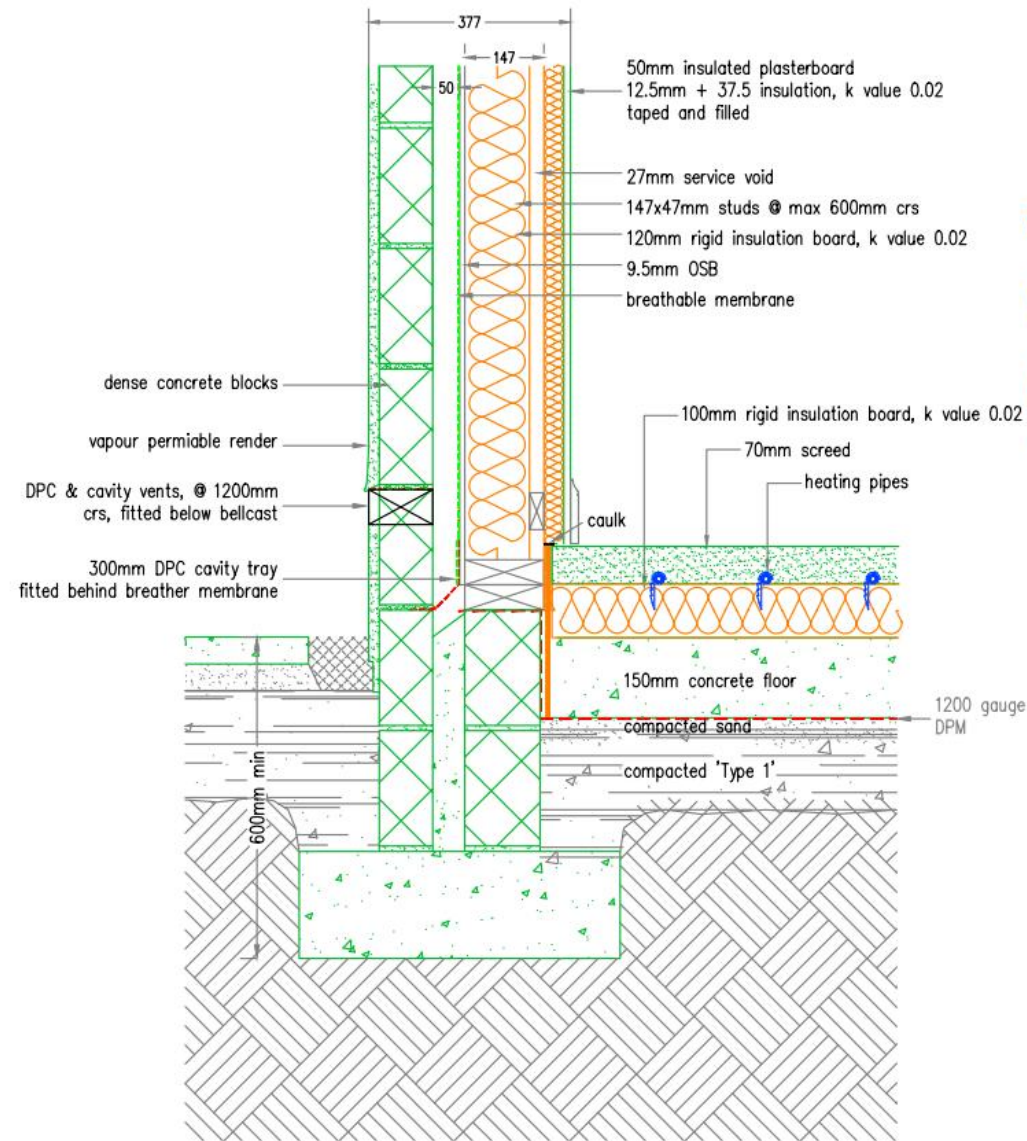 377
147
50
50mm insulated plasterboard
12.5mm + 37.5 insulation, k value 0.02
taped and filled
27mm service void
147x47mm studs @ max 600mm crs
120mm rigid insulation board, k value 0.02
9.5mm OSB
breathable membrane
dense concrete blocks
vapour permiable render
DPC & cavity vents, @ 1200mm
crs, fitted below bellcast
300mm DPC cavity tray
fitted behind breather membrane
100mm rigid insulation board, k value 0.02
70mm screed
heating pipes
caulk
150mm concrete floor
1200 gauge
DPM
compacted sand
compacted 'Type 1'
600mm min